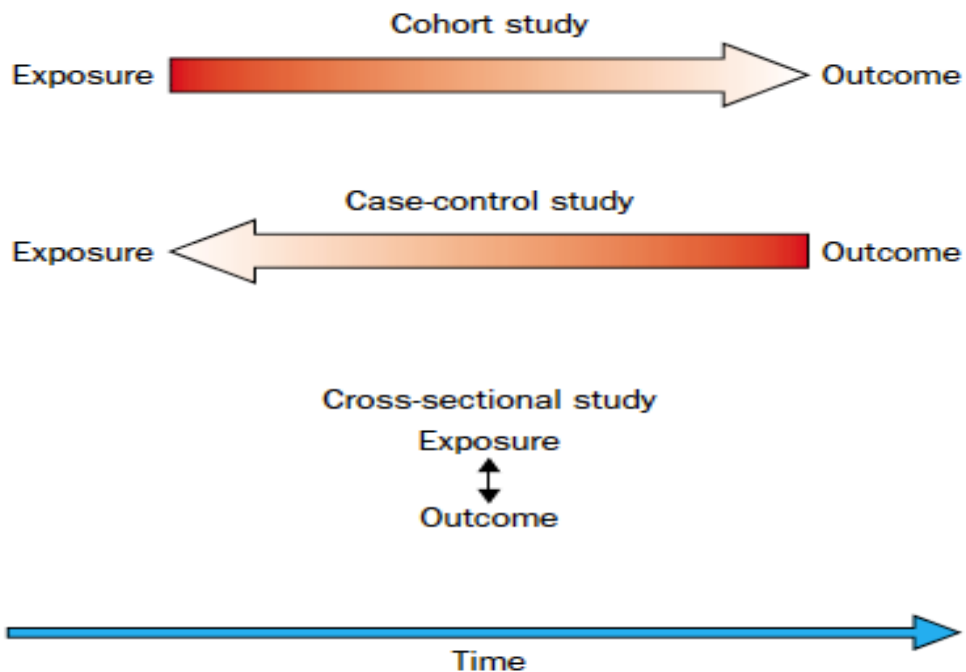 Cohort study
Exposure Outcome
Case-control study
Exposure Outcome
Cross-sectional study
Exposure
Outcome
Time